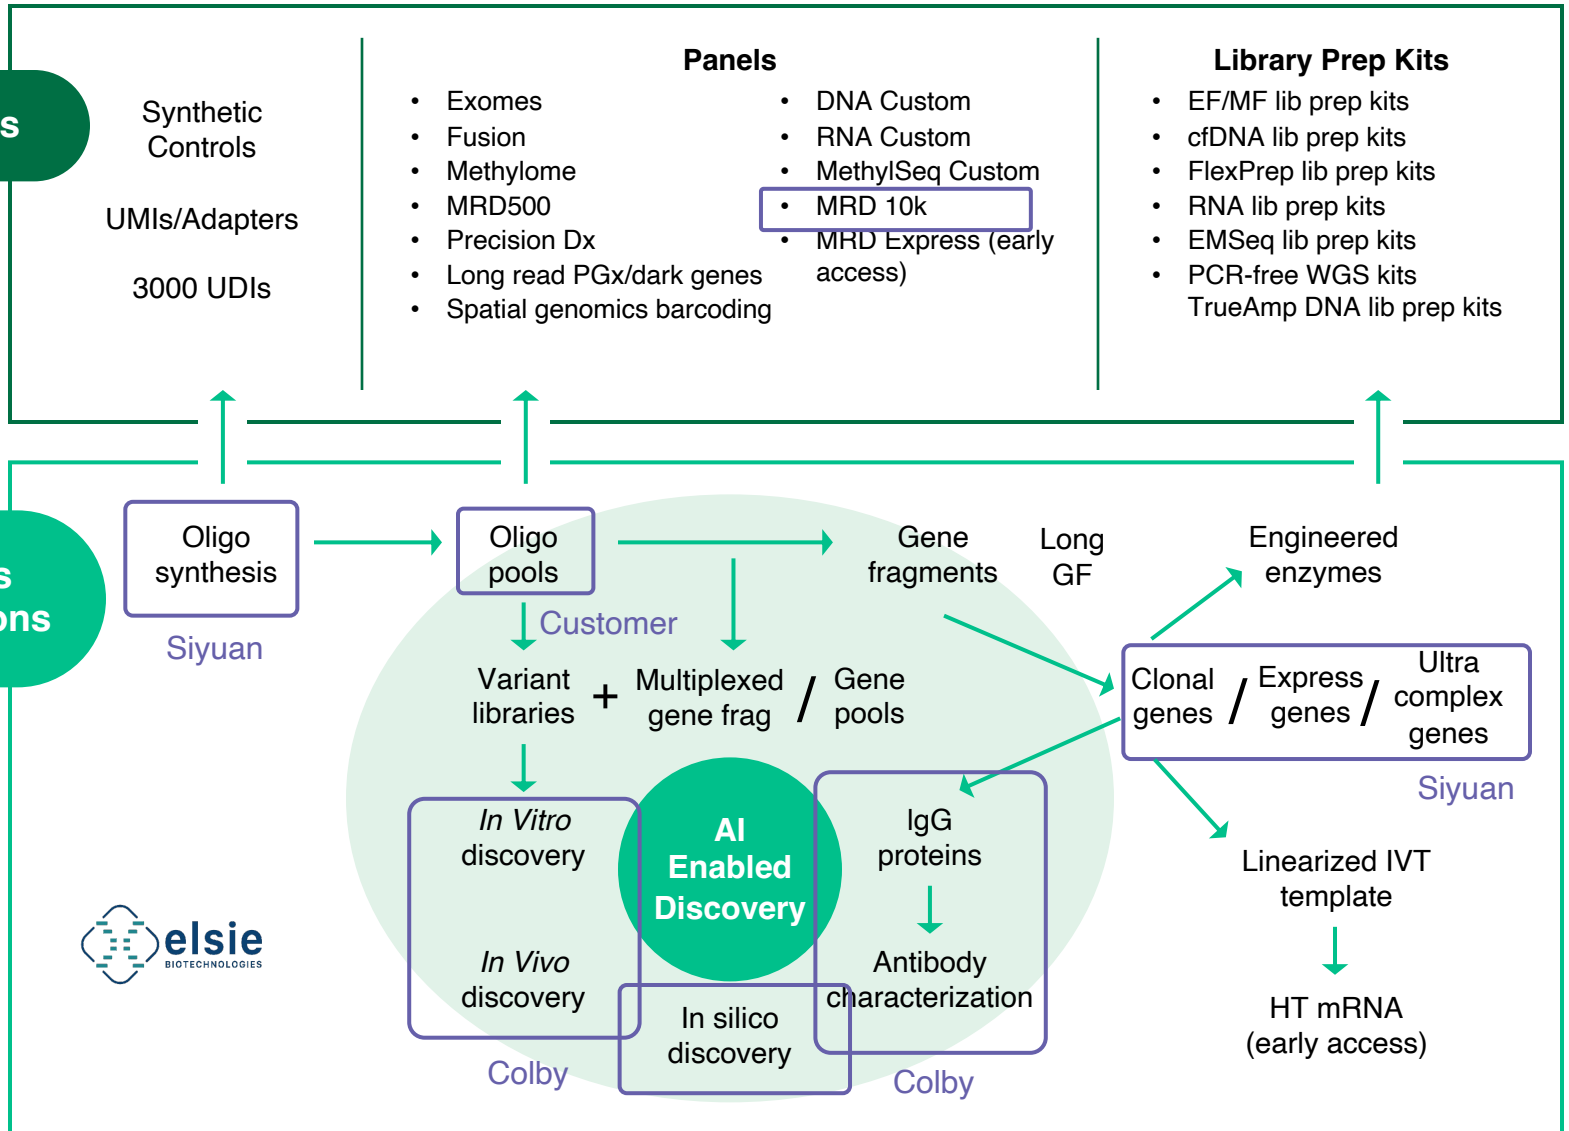 s
Synthetic
Controls
UMIs/Adapters
3000 UDIs
Panels
• Exomes
• Fusion
• Methylome
• MRD500
• Precision Dx
• Long read PGx/dark genes
• Spatial genomics barcoding
• DNA Custom
• RNA Custom
• MethylSeq Custom
• MRD 10k
• MRD Express (early
access)
Library Prep Kits
• EF/MF lib prep kits
• cfDNA lib prep kits
• FlexPrep lib prep kits
• RNA lib prep kits
• EMSeq lib prep kits
• PCR-free WGS kits
TrueAmp DNA lib prep kits
s
ons
Oligo
synthesis
Siyuan
Oligo
pools
Customer
Gene
fragments
Long
GF
Engineered
enzymes
Variant
libraries
+
Multiplexed
gene frag
/
Gene
pools
Clonal
genes
/
Express
genes
/
Ultra
complex
genes
Siyuan
In Vitro
discovery
In Vivo
discovery
Colby
AI
Enabled
Discovery
In silico
discovery
IgG
proteins
Antibody
characterization
Colby
Linearized IVT
template
HT mRNA
(early access)
elsie
BIOTECHNOLOGIES